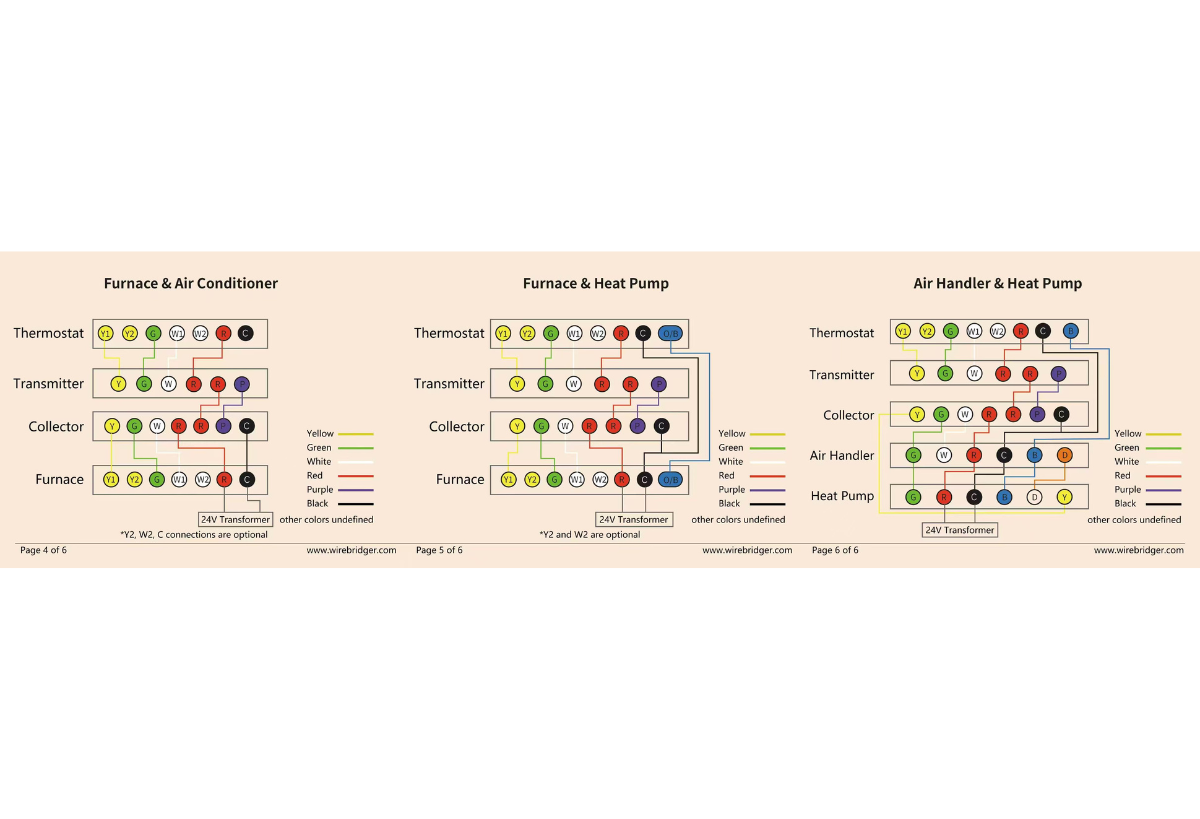 Furnace & Air Conditioner
Thermostat Y1 Y2 G W1 W2 R C
Transmitter Y G W R R P
Collector Y G W R R P C
Furnace Y1 Y2 G W1 W2 R C
Yellow
Green
White
Red
Purple
Black
24V Transformer other colors undefined
*Y2, W2, C connections are optional
Page 4 of 6 www.wirebridger.com
Furnace & Heat Pump
Thermostat Y1 Y2 G W1 W2 R C O/B
Transmitter Y G W R R P
Collector Y G W R R P C
Furnace Y1 Y2 G W1 W2 R C O/B
Yellow
Green
White
Red
Purple
Black
24V Transformer other colors undefined
*Y2 and W2 are optional
Page 5 of 6 www.wirebridger.com
Air Handler & Heat Pump
Thermostat Y1 Y2 G W1 W2 R C B
Transmitter Y G W R R P
Collector Y G W R R P C
Air Handler G W R C B D
Heat Pump G R C B D Y
Yellow
Green
White
Red
Purple
Black
other colors undefined
24V Transformer
Page 6 of 6 www.wirebridger.com